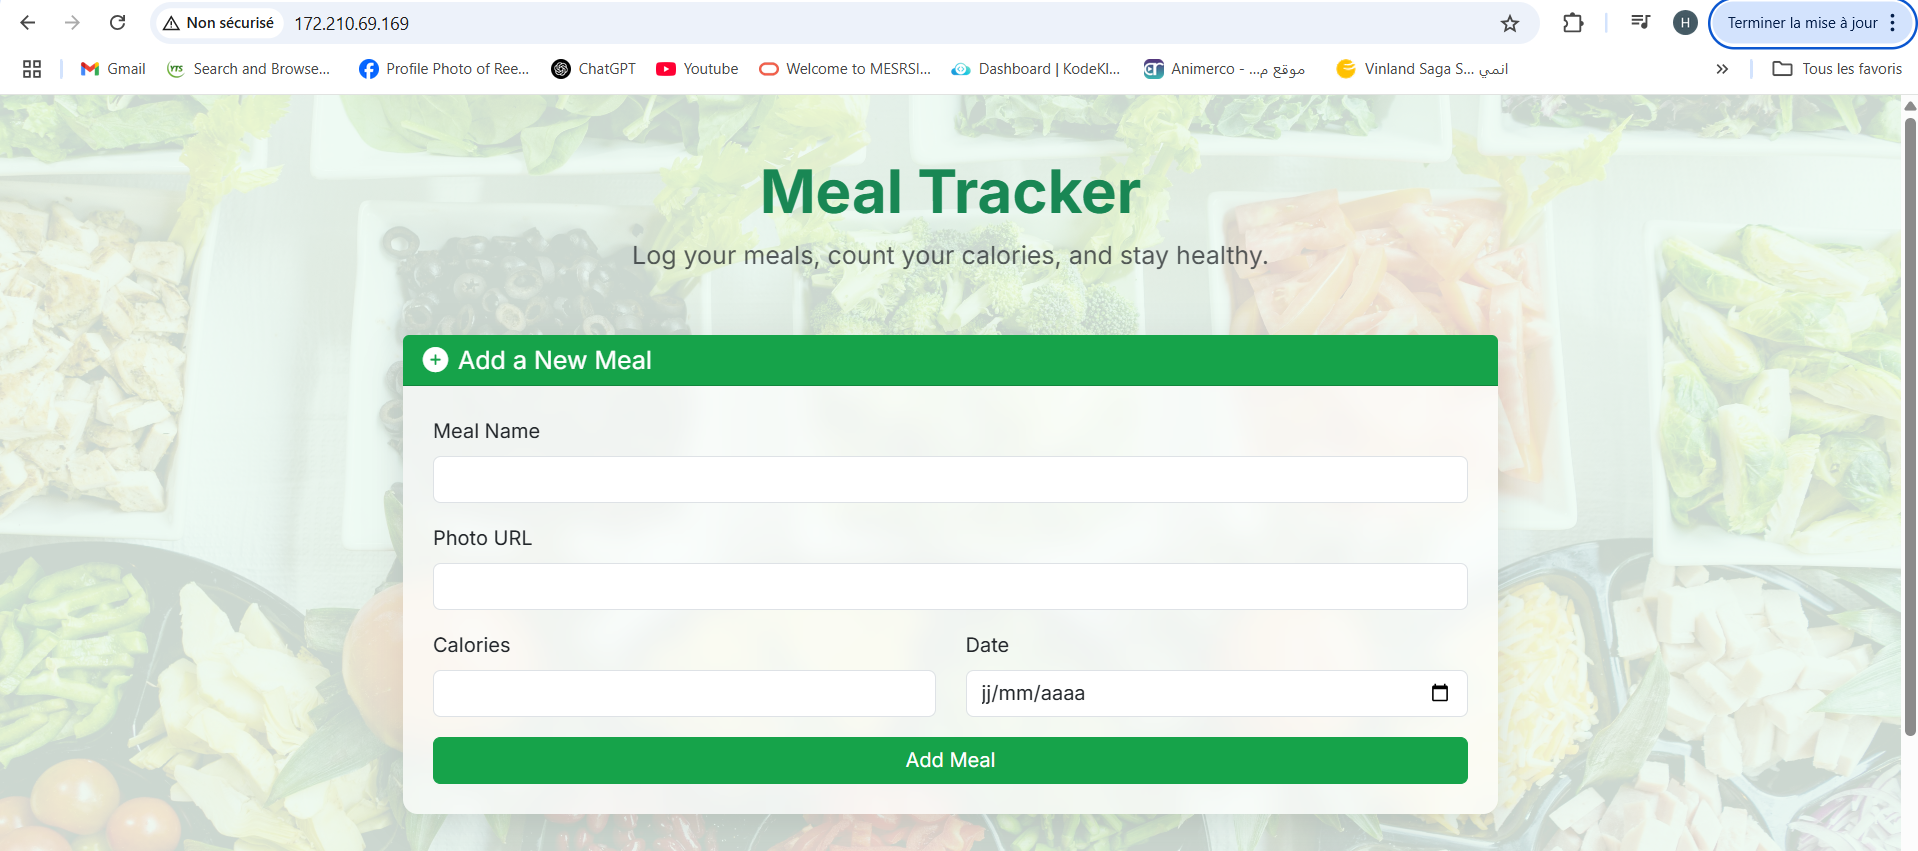 Non sécurisé 172.210.69.169 H Terminer la mise à jour
Gmail YTS Search and Browse... Profile Photo of Ree... ChatGPT Youtube Welcome to MESRSI... Dashboard | KodeKl... Animerco - موقع م... Vinland Saga S... انمي Tous les favoris
Meal Tracker
Log your meals, count your calories, and stay healthy.
Add a New Meal
Meal Name
Photo URL
Calories Date
jj/mm/aaaa
Add Meal